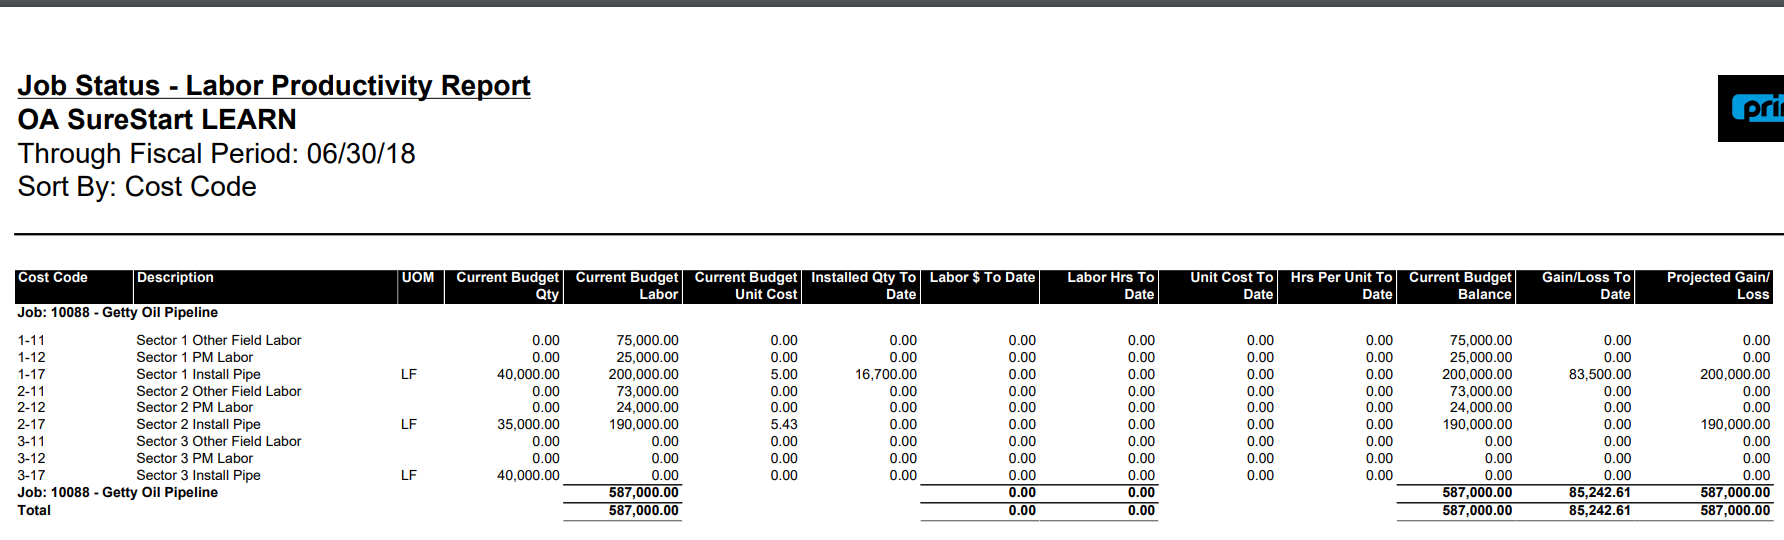 Job Status - Labor Productivity Report
OA SureStart LEARN
Through Fiscal Period: 06/30/18
Sort By: Cost Code
Cost Code Description UOM Current Budget Qty Current Budget Labor Current Budget Unit Cost Installed Qty To Date Labor $ To Date Labor Hrs To Date Unit Cost To Date Hrs Per Unit To Date Current Budget Balance Gain/Loss To Date Projected Gain/ Loss
Job: 10088 - Getty Oil Pipeline
1-11 Sector 1 Other Field Labor 0.00 75,000.00 0.00 0.00 0.00 0.00 0.00 0.00 75,000.00 0.00 0.00
1-12 Sector 1 PM Labor 0.00 25,000.00 0.00 0.00 0.00 0.00 0.00 0.00 25,000.00 0.00 0.00
1-17 Sector 1 Install Pipe LF 40,000.00 200,000.00 5.00 16,700.00 0.00 0.00 0.00 0.00 200,000.00 83,500.00 200,000.00
2-11 Sector 2 Other Field Labor 0.00 73,000.00 0.00 0.00 0.00 0.00 0.00 0.00 73,000.00 0.00 0.00
2-12 Sector 2 PM Labor 0.00 24,000.00 0.00 0.00 0.00 0.00 0.00 0.00 24,000.00 0.00 0.00
2-17 Sector 2 Install Pipe LF 35,000.00 190,000.00 5.43 0.00 0.00 0.00 0.00 0.00 190,000.00 0.00 190,000.00
3-11 Sector 3 Other Field Labor 0.00 0.00 0.00 0.00 0.00 0.00 0.00 0.00 0.00 0.00 0.00
3-12 Sector 3 PM Labor 0.00 0.00 0.00 0.00 0.00 0.00 0.00 0.00 0.00 0.00 0.00
3-17 Sector 3 Install Pipe LF 40,000.00 0.00 0.00 0.00 0.00 0.00 0.00 0.00 0.00 0.00 0.00
Job: 10088 - Getty Oil Pipeline 587,000.00 0.00 0.00 587,000.00 85,242.61 587,000.00
Total 587,000.00 0.00 0.00 587,000.00 85,242.61 587,000.00